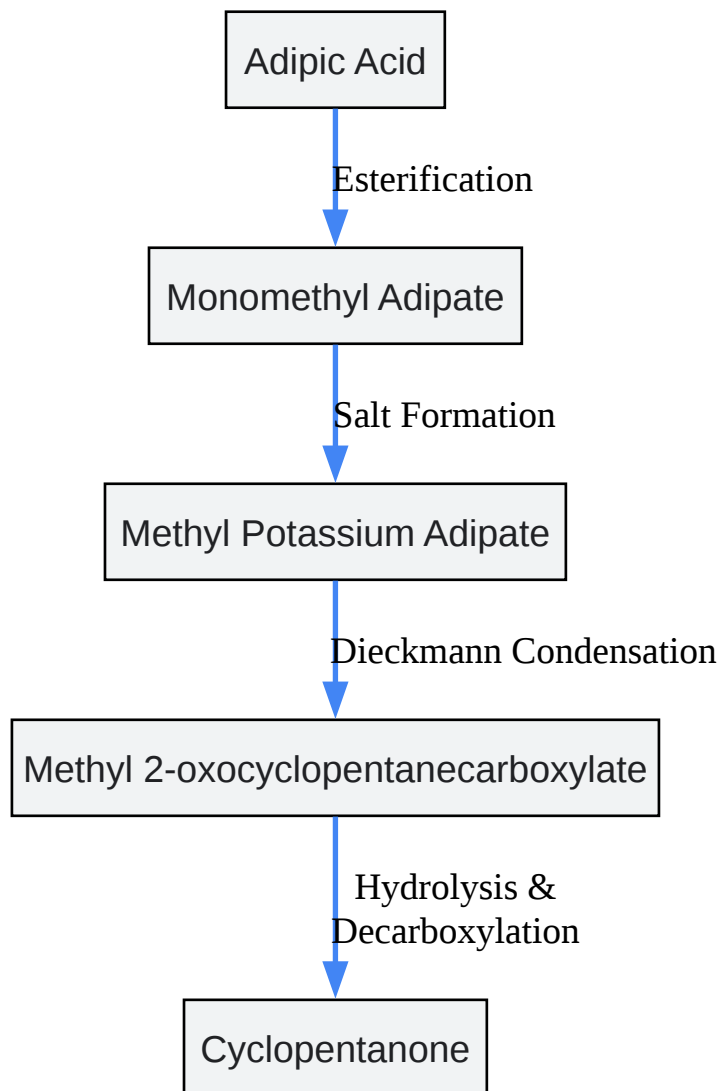 Adipic Acid
Esterification
Monomethyl Adipate
Salt Formation
Methyl Potassium Adipate
Dieckmann Condensation
Methyl 2-oxocyclopentanecarboxylate
Hydrolysis &
Decarboxylation
Cyclopentanone